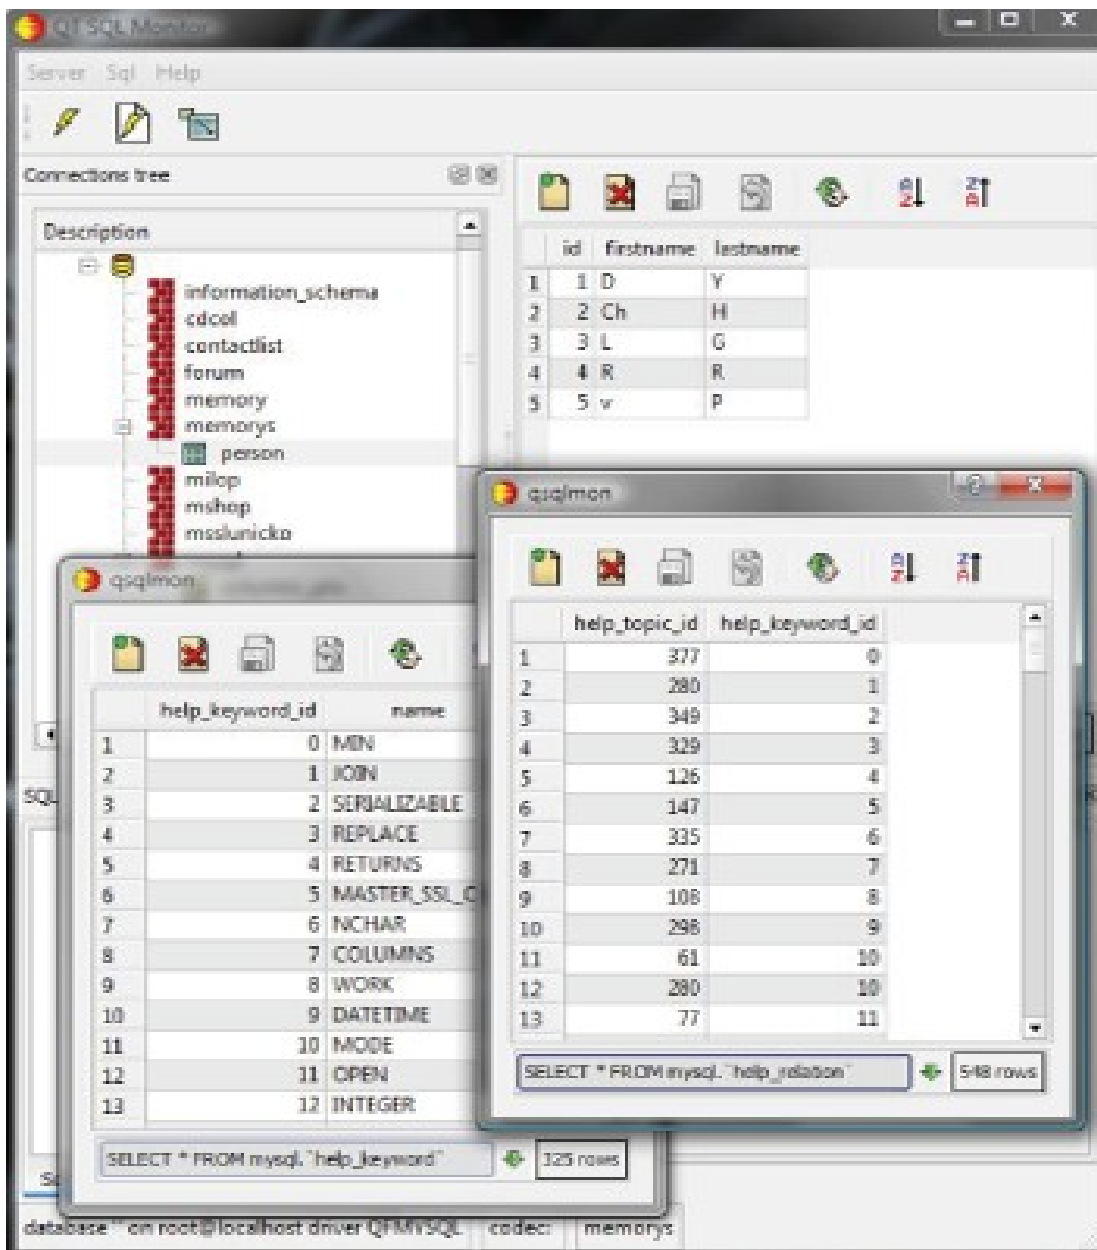 QT SQL Monitor
Server Sql Help
Connections tree
Description
information_schema
cdcol
contactlist
forum
memory
memorys
person
milop
mshop
msslunicko
id firstname lastname
1 1 D Y
2 2 Ch H
3 3 L G
4 4 R R
5 5 v P
qsqlmon
help_topic_id help_keyword_id
1 377 0
2 280 1
3 349 2
4 329 3
5 126 4
6 147 5
7 335 6
8 271 7
9 108 8
10 298 9
11 61 10
12 280 10
13 77 11
SELECT * FROM mysql.`help_relation` 548 rows
qsqlmon
help_keyword_id name
1 0 MIN
2 1 JOIN
3 2 SERIALIZABLE
4 3 REPLACE
5 4 RETURNS
6 5 MASTER_SSL_C
7 6 NCHAR
8 7 COLUMNS
9 8 WORK
10 9 DATETIME
11 10 MODE
12 11 OPEN
13 12 INTEGER
SELECT * FROM mysql.`help_keyword` 325 rows
SQL
database '' on root@localhost driver QFMYSQL codec: memorys